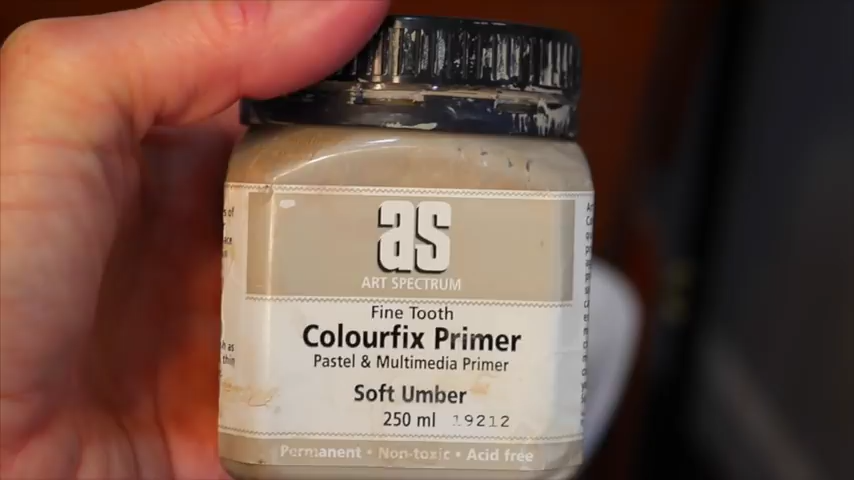 as
ART SPECTRUM
Fine Tooth
Colourfix Primer
Pastel & Multimedia Primer
Soft Umber
250 ml 19212
Permanent • Non-toxic • Acid free